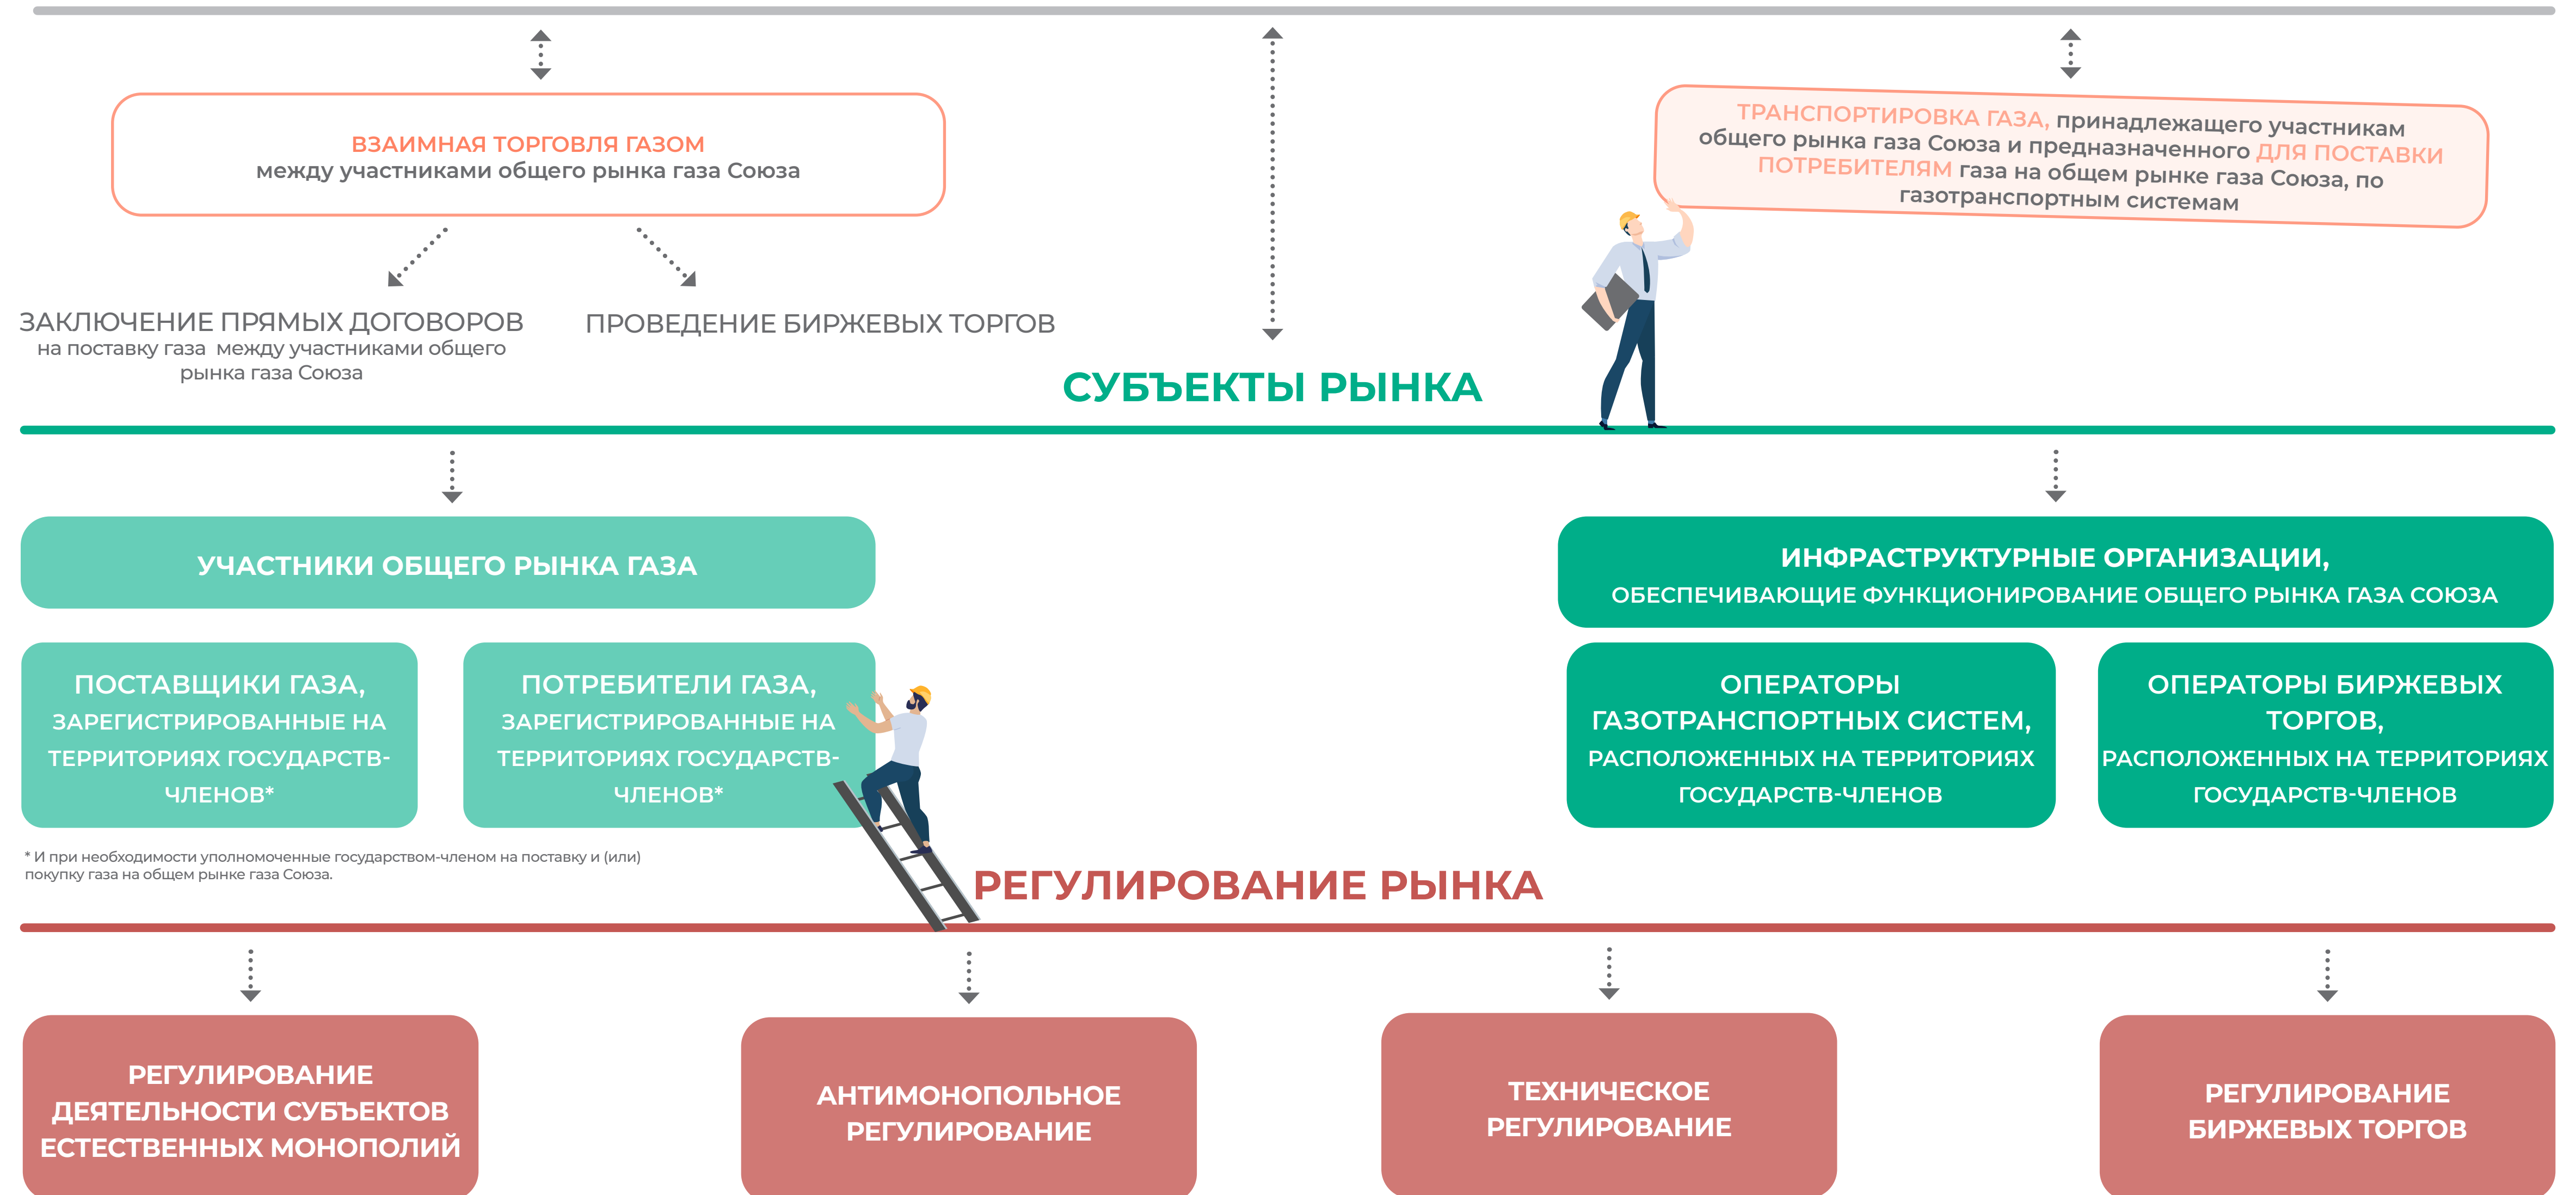 ВЗАИМНАЯ ТОРГОВЛЯ ГАЗОМ
между участниками общего рынка газа Союза
ТРАНСПОРТИРОВКА ГАЗА, принадлежащего участникам
общего рынка газа Союза и предназначенного ДЛЯ ПОСТАВКИ
ПОТРЕБИТЕЛЯМ газа на общем рынке газа Союза, по
газотранспортным системам
ЗАКЛЮЧЕНИЕ ПРЯМЫХ ДОГОВОРОВ
на поставку газа между участниками общего
рынка газа Союза
ПРОВЕДЕНИЕ БИРЖЕВЫХ ТОРГОВ
СУБЪЕКТЫ РЫНКА
УЧАСТНИКИ ОБЩЕГО РЫНКА ГАЗА
ПОСТАВЩИКИ ГАЗА,
ЗАРЕГИСТРИРОВАННЫЕ НА
ТЕРРИТОРИЯХ ГОСУДАРСТВ-
ЧЛЕНОВ*
ПОТРЕБИТЕЛИ ГАЗА,
ЗАРЕГИСТРИРОВАННЫЕ НА
ТЕРРИТОРИЯХ ГОСУДАРСТВ-
ЧЛЕНОВ*
* И при необходимости уполномоченные государством-членом на поставку и (или)
покупку газа на общем рынке газа Союза.
ИНФРАСТРУКТУРНЫЕ ОРГАНИЗАЦИИ,
ОБЕСПЕЧИВАЮЩИЕ ФУНКЦИОНИРОВАНИЕ ОБЩЕГО РЫНКА ГАЗА СОЮЗА
ОПЕРАТОРЫ
ГАЗОТРАНСПОРТНЫХ СИСТЕМ,
РАСПОЛОЖЕННЫХ НА ТЕРРИТОРИЯХ
ГОСУДАРСТВ-ЧЛЕНОВ
ОПЕРАТОРЫ БИРЖЕВЫХ
ТОРГОВ,
РАСПОЛОЖЕННЫХ НА ТЕРРИТОРИЯХ
ГОСУДАРСТВ-ЧЛЕНОВ
РЕГУЛИРОВАНИЕ РЫНКА
РЕГУЛИРОВАНИЕ
ДЕЯТЕЛЬНОСТИ СУБЪЕКТОВ
ЕСТЕСТВЕННЫХ МОНОПОЛИЙ
АНТИМОНОПОЛЬНОЕ
РЕГУЛИРОВАНИЕ
ТЕХНИЧЕСКОЕ
РЕГУЛИРОВАНИЕ
РЕГУЛИРОВАНИЕ
БИРЖЕВЫХ ТОРГОВ